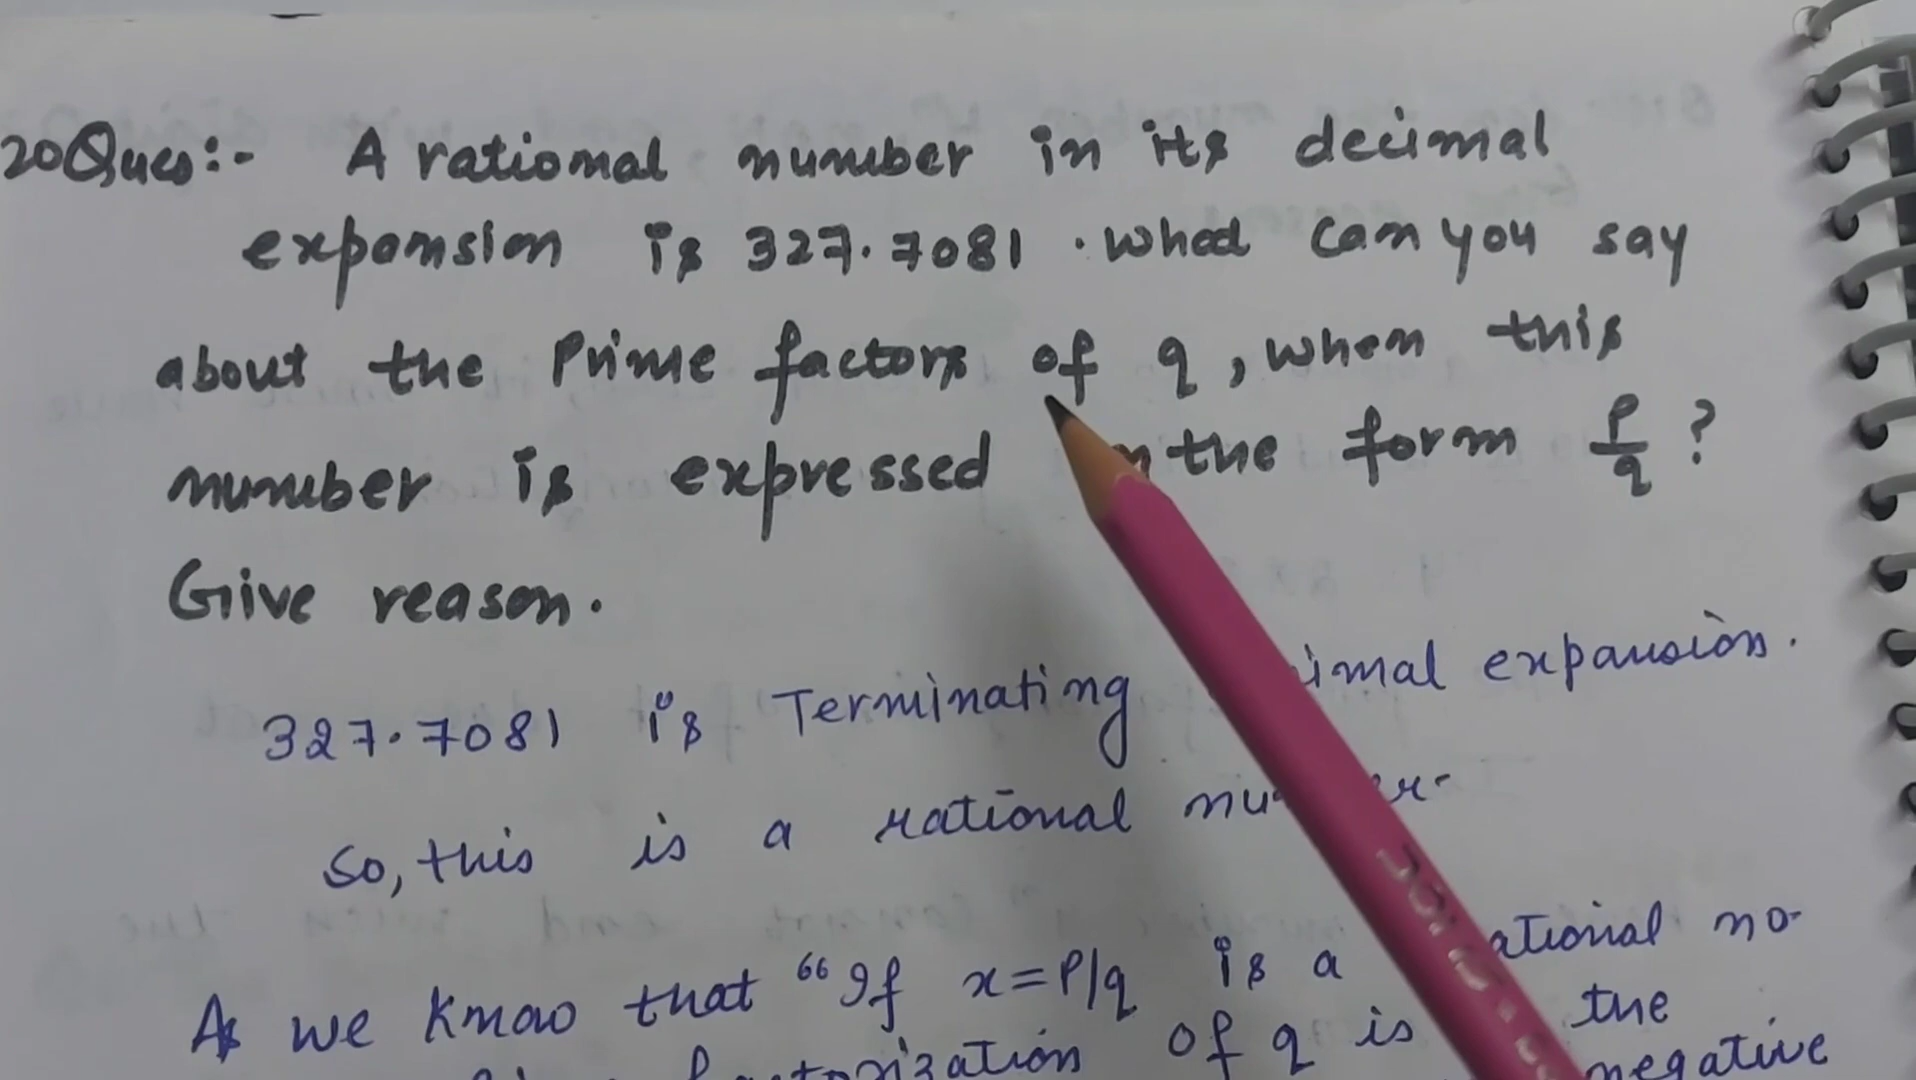 20Ques:- A rational number in its decimal
expansion is 327.7081. What can you say
about the Prime factors of q, when this
number is expressed the form P/q?
Give reason.
327.7081 is Terminating expansion.
So, this is a rational
As we know that "If x=P/q is a no.
of q is the
negative